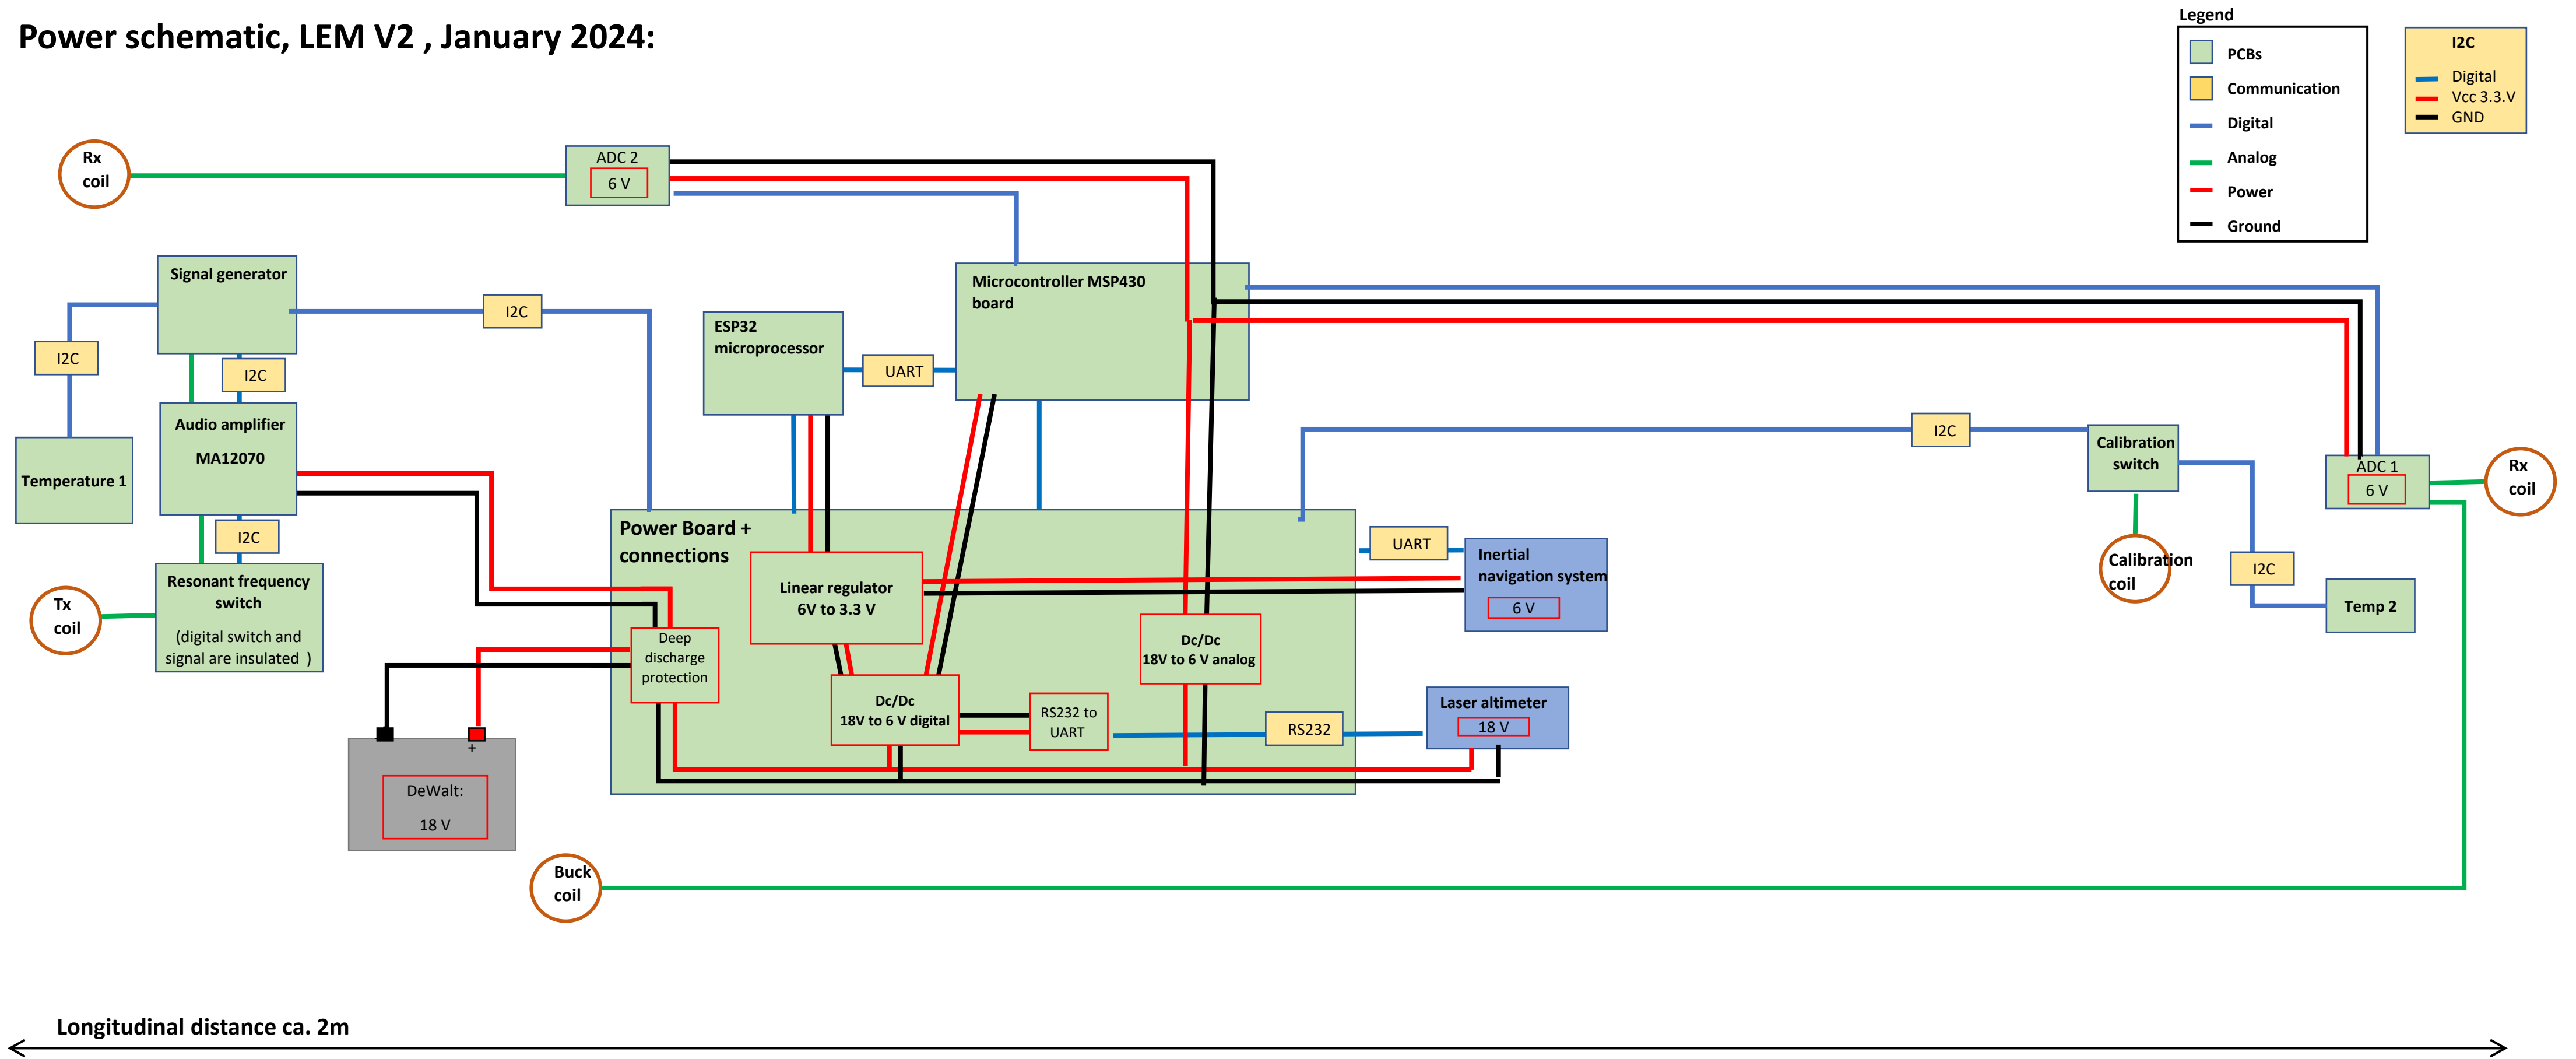 Power schematic, LEM V2 , January 2024:
Legend
PCBs
Communication
Digital
Analog
Power
Ground
I2C
Digital
Vcc 3.3.V
GND
Rx
coil
ADC 2
6 V
Signal generator
I2C
I2C
I2C
Temperature 1
Audio amplifier
MA12070
I2C
Resonant frequency
switch
(digital switch and
signal are insulated  )
Tx
coil
ESP32
microprocessor
UART
Microcontroller MSP430
board
Power Board +
connections
Linear regulator
6V to 3.3 V
Deep
discharge
protection
Dc/Dc
18V to 6 V digital
RS232 to
UART
Dc/Dc
18V to 6 V analog
RS232
UART
Inertial
navigation system
6 V
Laser altimeter
18 V
DeWalt:
18 V
+
I2C
Calibration
switch
Calibration
coil
I2C
Temp 2
ADC 1
6 V
Rx
coil
Buck
coil
Longitudinal distance ca. 2m